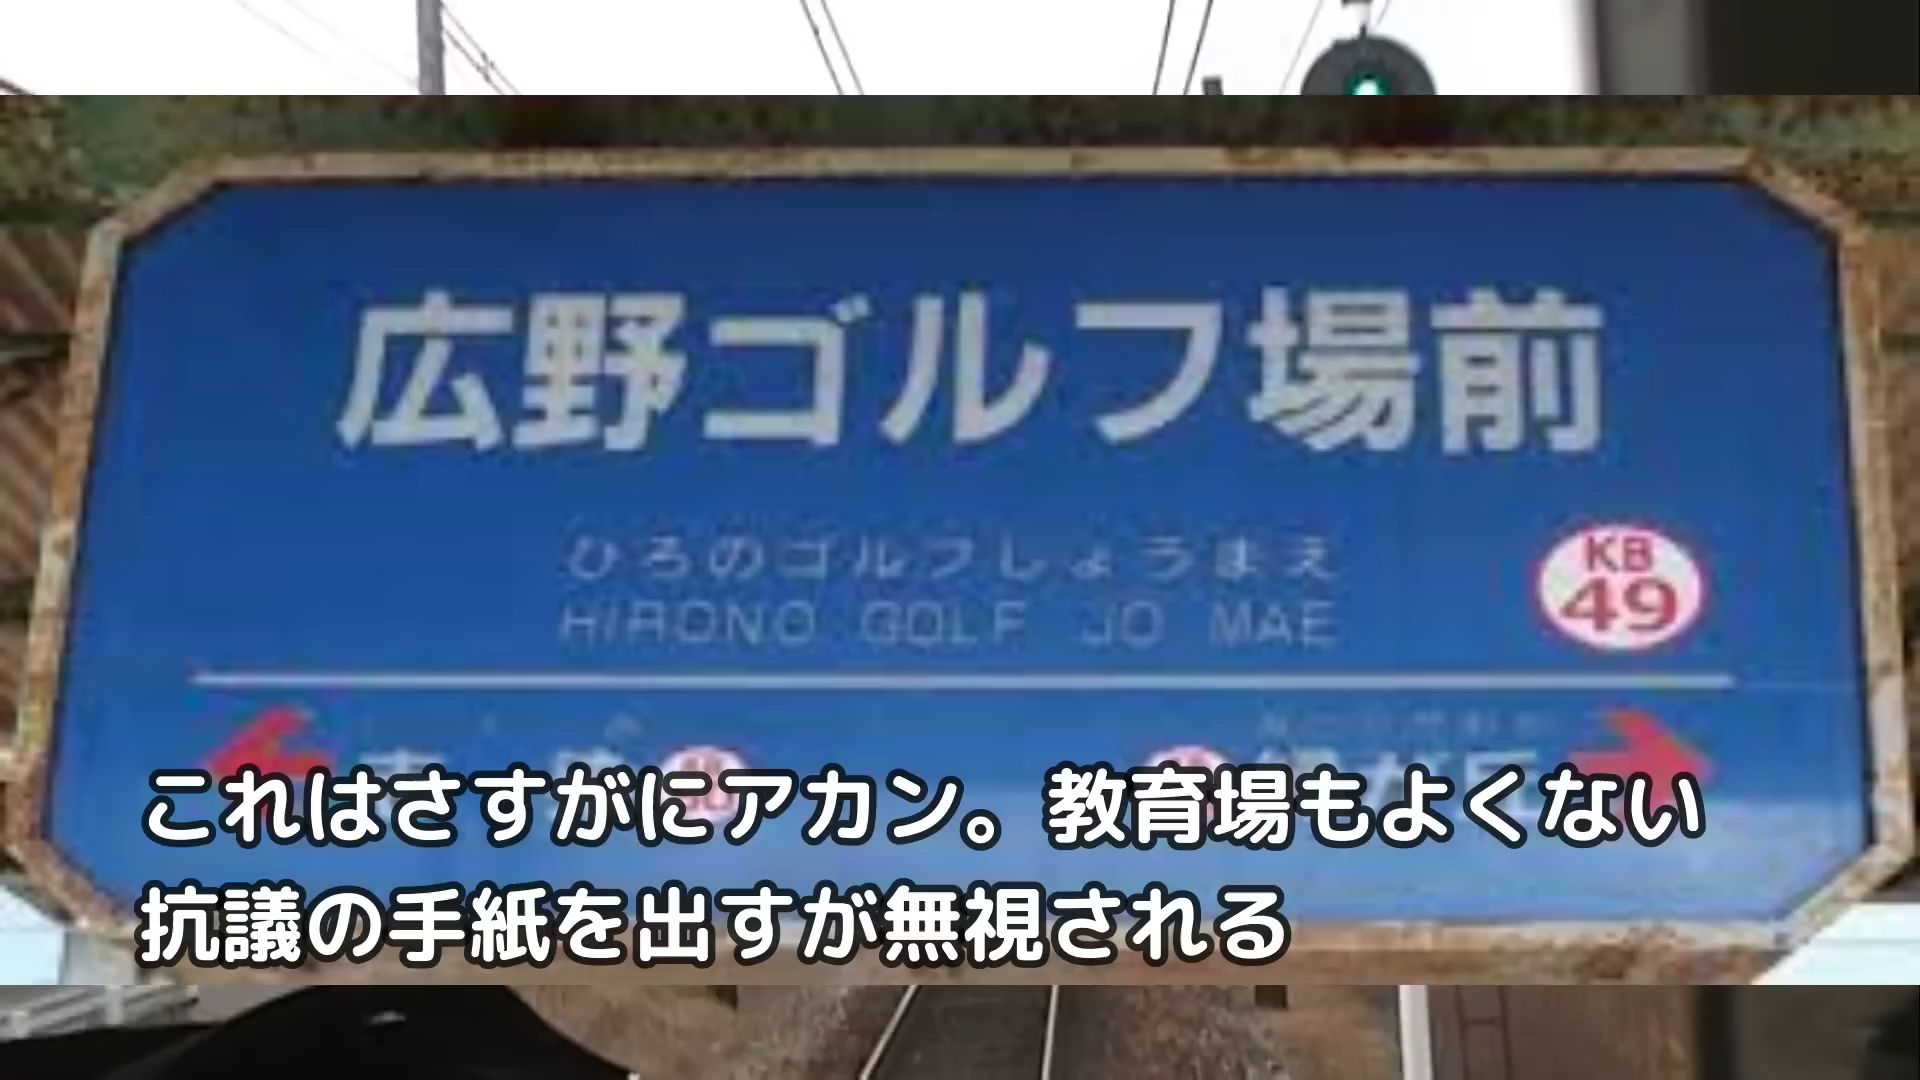 広野ゴルフ場前
ひろのゴルフじょうまえ
HIRONO GOLF JO MAE
KB
49
これはさすがにアカン。教育場もよくない
抗議の手紙を出すが無視される